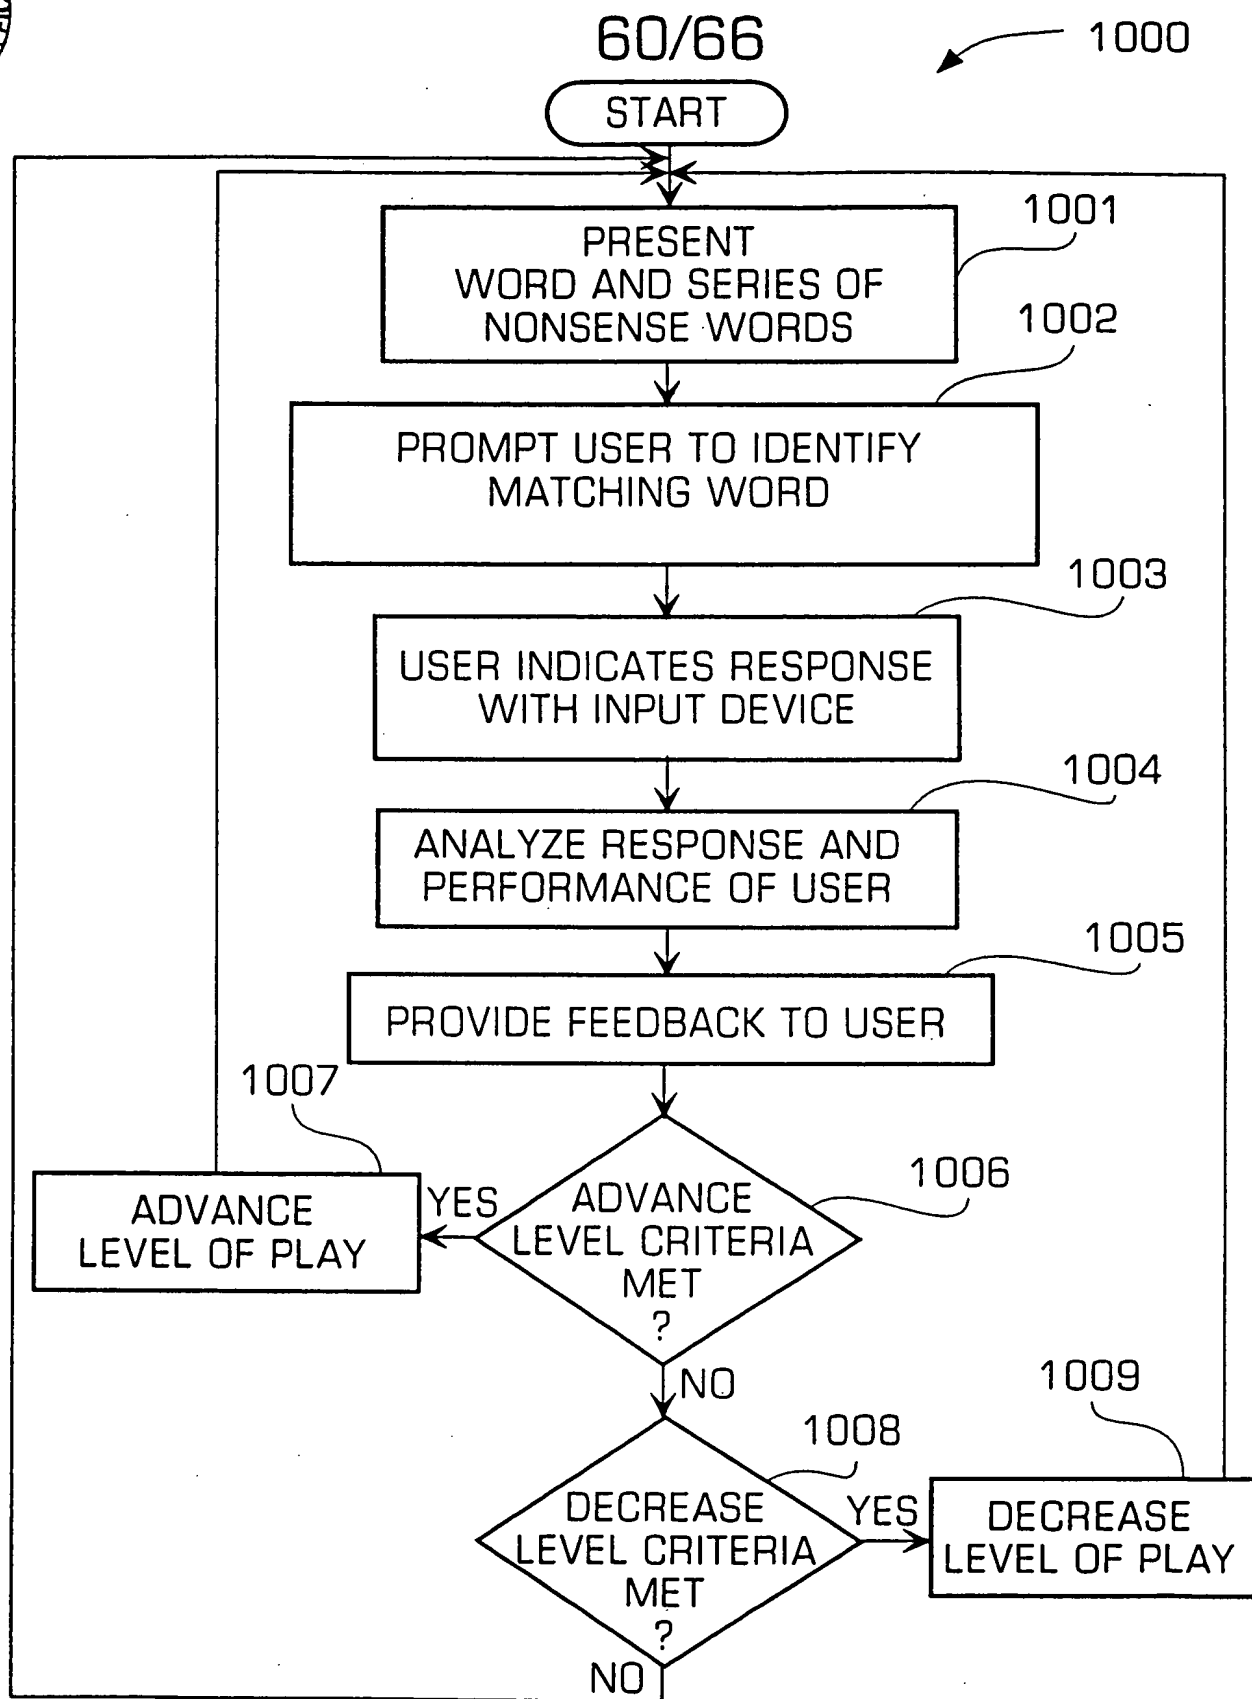 60/66
1000
START
1001
PRESENT
WORD AND SERIES OF
NONSENSE WORDS
1002
PROMPT USER TO IDENTIFY
MATCHING WORD
1003
USER INDICATES RESPONSE
WITH INPUT DEVICE
1004
ANALYZE RESPONSE AND
PERFORMANCE OF USER
1005
PROVIDE FEEDBACK TO USER
1007
ADVANCE
LEVEL OF PLAY
YES
1006
ADVANCE
LEVEL CRITERIA
MET
?
NO
1008
DECREASE
LEVEL CRITERIA
MET
?
YES
1009
DECREASE
LEVEL OF PLAY
NO